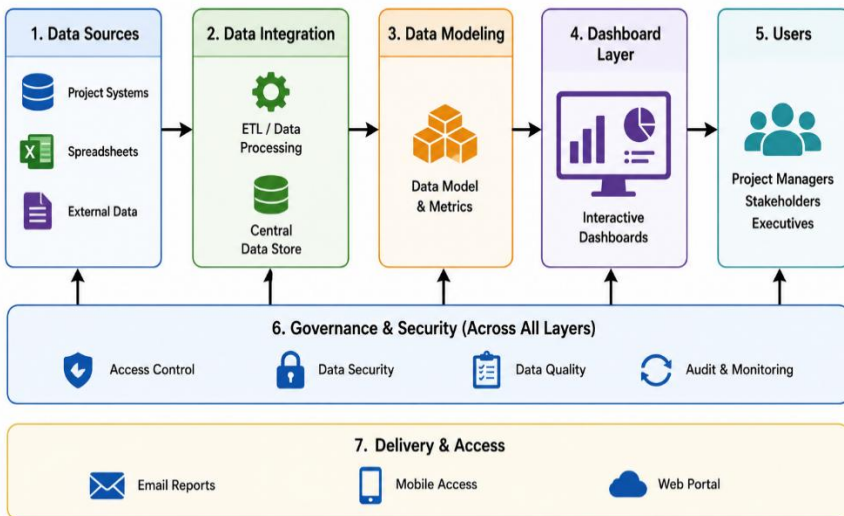 1. Data Sources
Project Systems
Spreadsheets
X
External Data
2. Data Integration
ETL / Data
Processing
Central
Data Store
3. Data Modeling
Data Model
& Metrics
4. Dashboard
Layer
Interactive
Dashboards
5. Users
Project Managers
Stakeholders
Executives
6. Governance & Security (Across All Layers)
Access Control
Data Security
Data Quality
Audit & Monitoring
7. Delivery & Access
Email Reports
Mobile Access
Web Portal